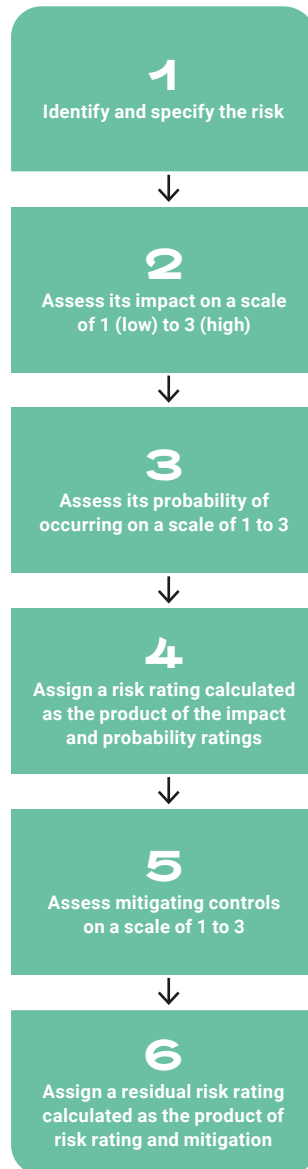 1
Identify and specify the risk
2
Assess its impact on a scale
of 1 (low) to 3 (high)
3
Assess its probability of
occurring on a scale of 1 to 3
4
Assign a risk rating calculated
as the product of the impact
and probability ratings
5
Assess mitigating controls
on a scale of 1 to 3
6
Assign a residual risk rating
calculated as the product of
risk rating and mitigation